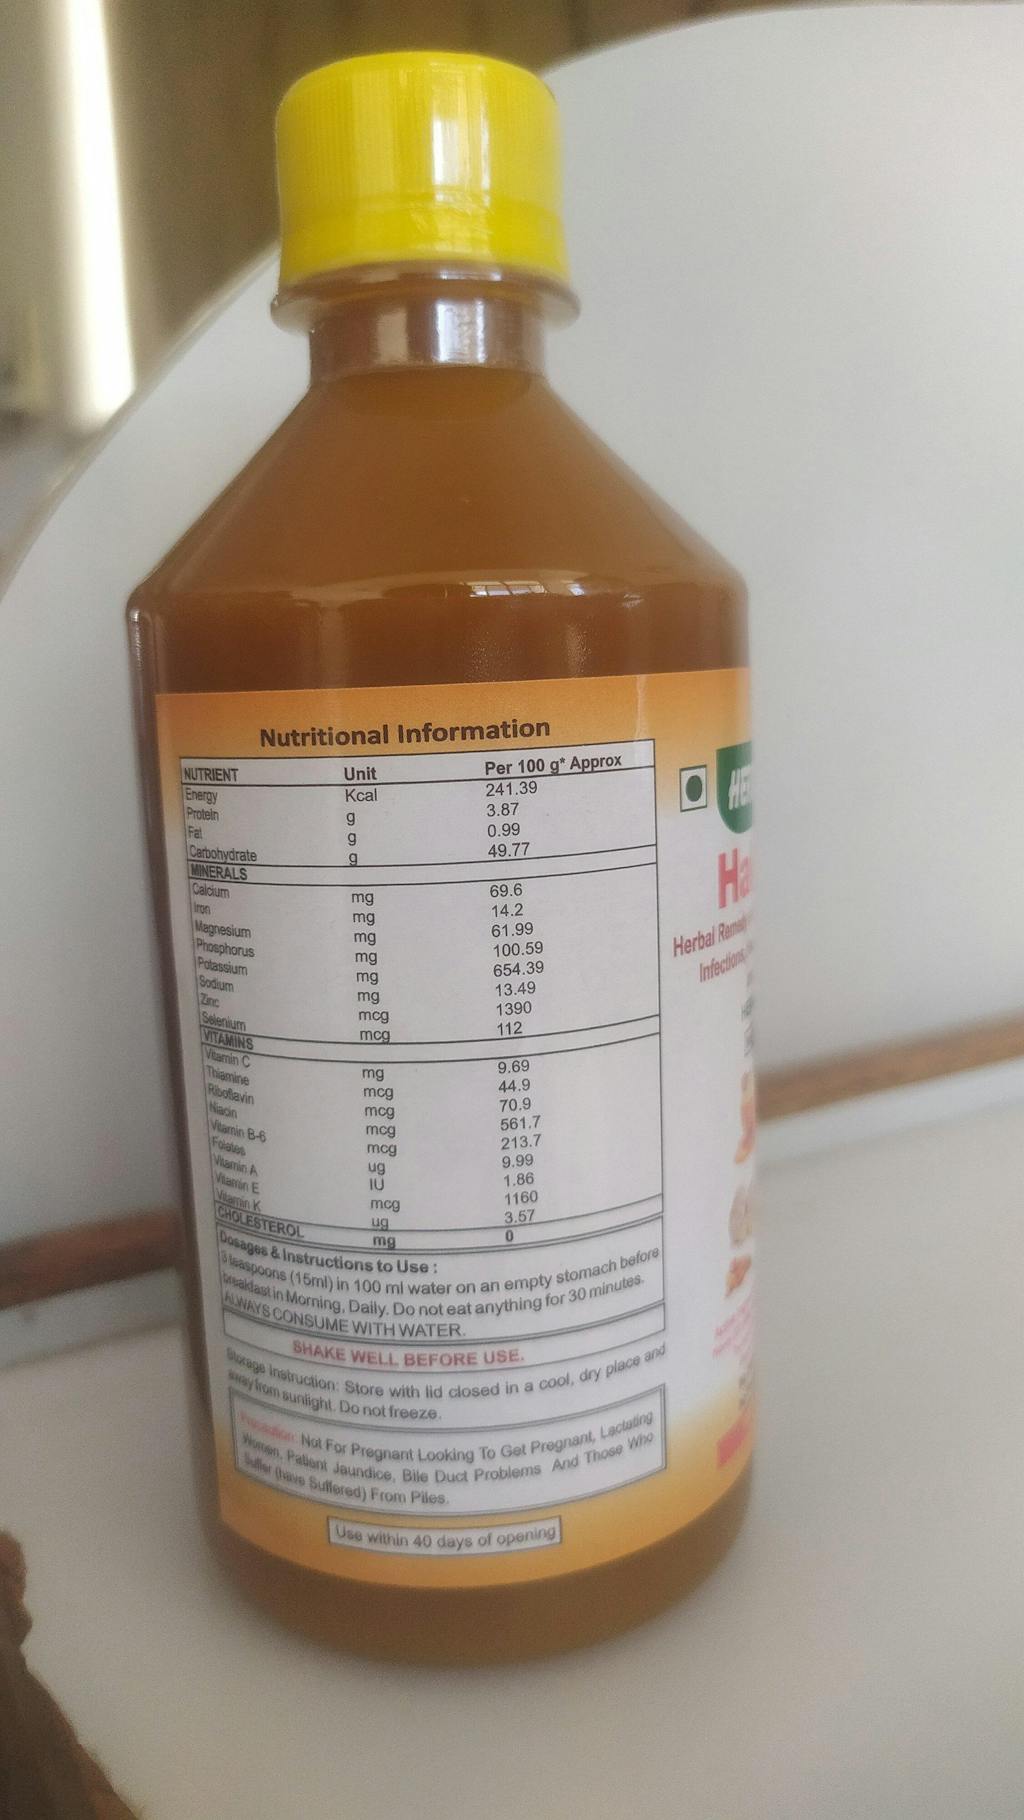 Nutritional Information
NUTRIENT Unit Per 100 g* Approx
Energy Kcal 241.39
Protein g 3.87
Fat g 0.99
Carbohydrate g 49.77
MINERALS
Calcium mg 69.6
Iron mg 14.2
Magnesium mg 61.99
Phosphorus mg 100.59
Potassium mg 654.39
Sodium mg 13.49
Zinc mcg 1390
Selenium mcg 112
VITAMINS
Vitamin C mg 9.69
Thiamine mcg 44.9
Riboflavin mcg 70.9
Niacin mcg 561.7
Vitamin B-6 mcg 213.7
Folates ug 9.99
Vitamin A IU 1.86
Vitamin E mcg 1160
Vitamin K ug 3.57
CHOLESTEROL mg 0
Dosages & Instructions to Use :
3 teaspoons (15ml) in 100 ml water on an empty stomach before
breakfast in Morning, Daily. Do not eat anything for 30 minutes.
ALWAYS CONSUME WITH WATER.
SHAKE WELL BEFORE USE.
Storage Instruction: Store with lid closed in a cool, dry place and
away from sunlight. Do not freeze.
Precaution: Not For Pregnant Looking To Get Pregnant, Lactating
Women, Patient Jaundice, Bile Duct Problems And Those Who
Suffer (have Suffered) From Piles.
Use within 40 days of opening
HE
Ha
Herbal Remedy
Infections,